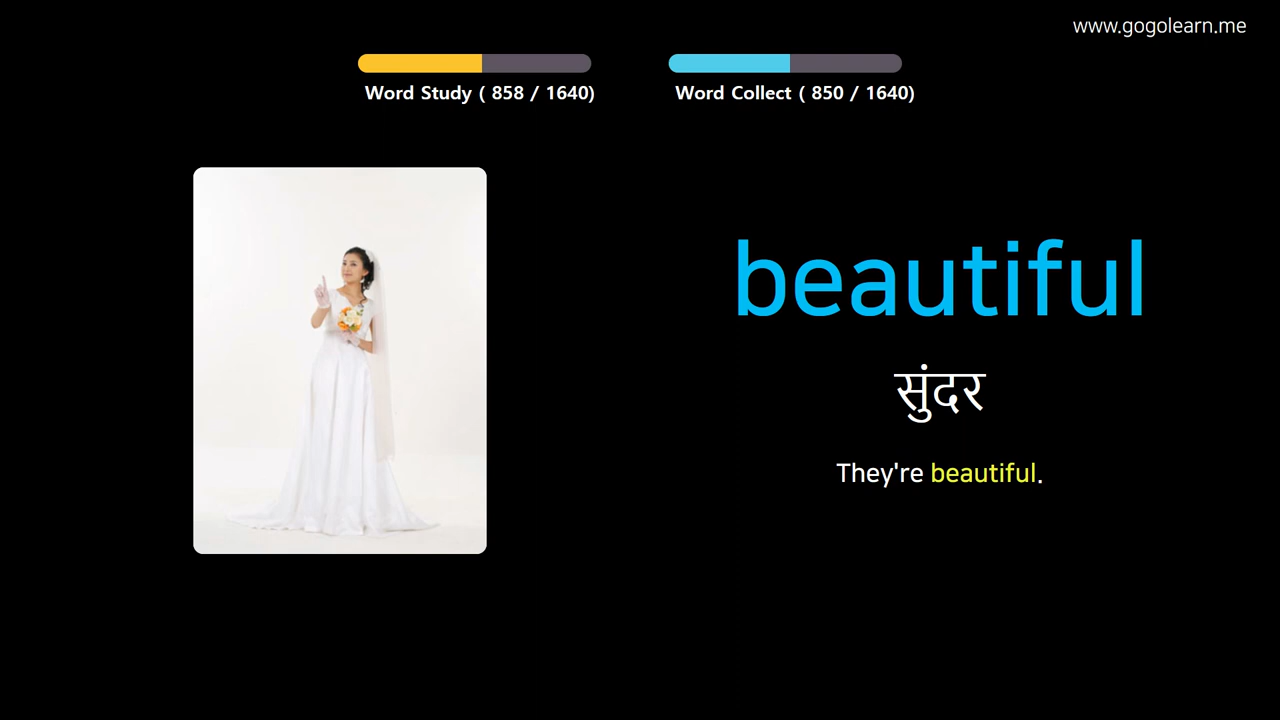 www.gogolearn.me
Word Study ( 858 / 1640)
Word Collect ( 850 / 1640)
beautiful
सुंदर
They're beautiful.